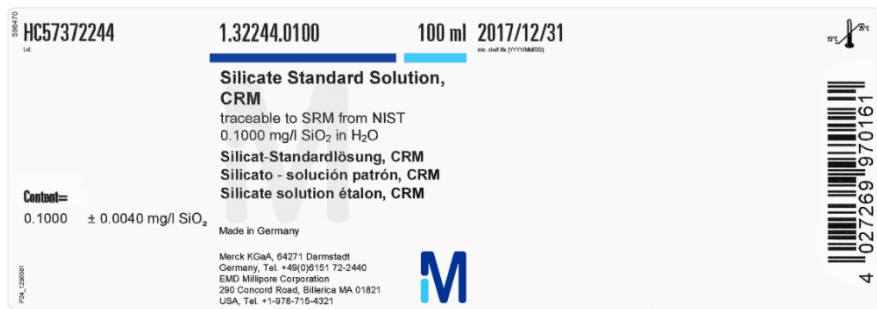 596470
HC57372244
Lot:
1.32244.0100
100 ml
2017/12/31
min. shelf life (YYYY/MM/DD)
15°C
25°C
Silicate Standard Solution,
CRM
traceable to SRM from NIST
0.1000 mg/l SiO₂ in H₂O
Silicat-Standardlösung, CRM
Silicato - solución patrón, CRM
Silicate solution étalon, CRM
Content=
0.1000 ± 0.0040 mg/l SiO₂
Made in Germany
Merck KGaA, 64271 Darmstadt
Germany, Tel. +49(0)6151 72-2440
EMD Millipore Corporation
290 Concord Road, Billerica MA 01821
USA, Tel. +1-978-715-4321
M
4 027269 970161